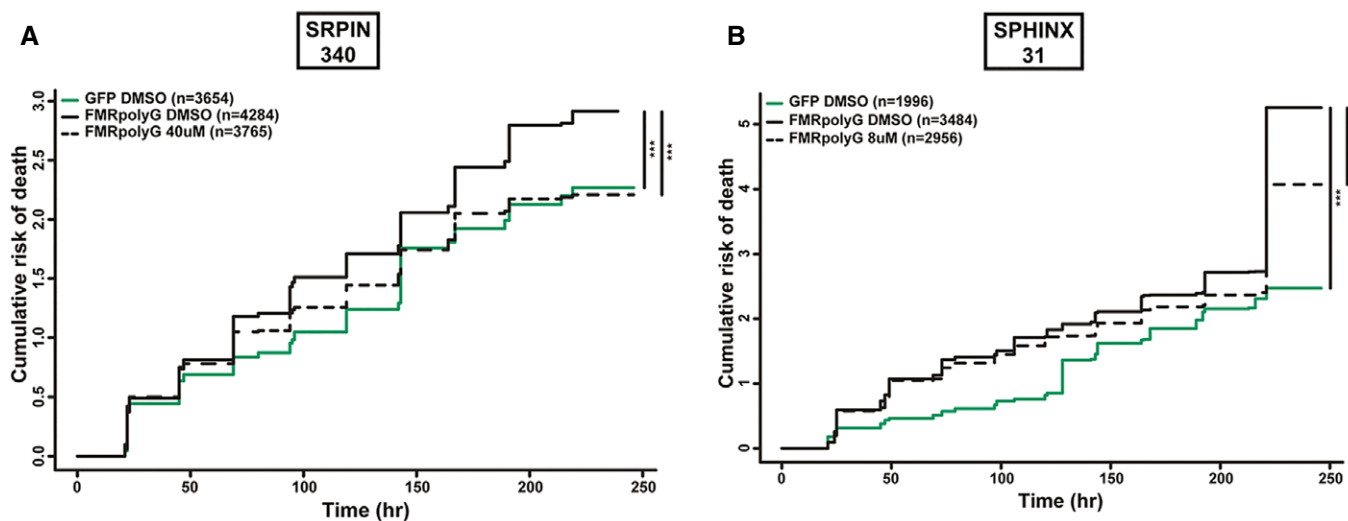 A
SRPIN
340
GFP DMSO (n=3654)
FMRpolyG DMSO (n=4284)
FMRpolyG 40uM (n=3765)
Cumulative risk of death
3.0
2.5
2.0
1.5
1.0
0.5
0.0
***
***
0
50
100
150
200
250
Time (hr)
B
SPHINX
31
GFP DMSO (n=1996)
FMRpolyG DMSO (n=3484)
FMRpolyG 8uM (n=2956)
Cumulative risk of death
5
4
3
2
1
0
***
0
50
100
150
200
250
Time (hr)